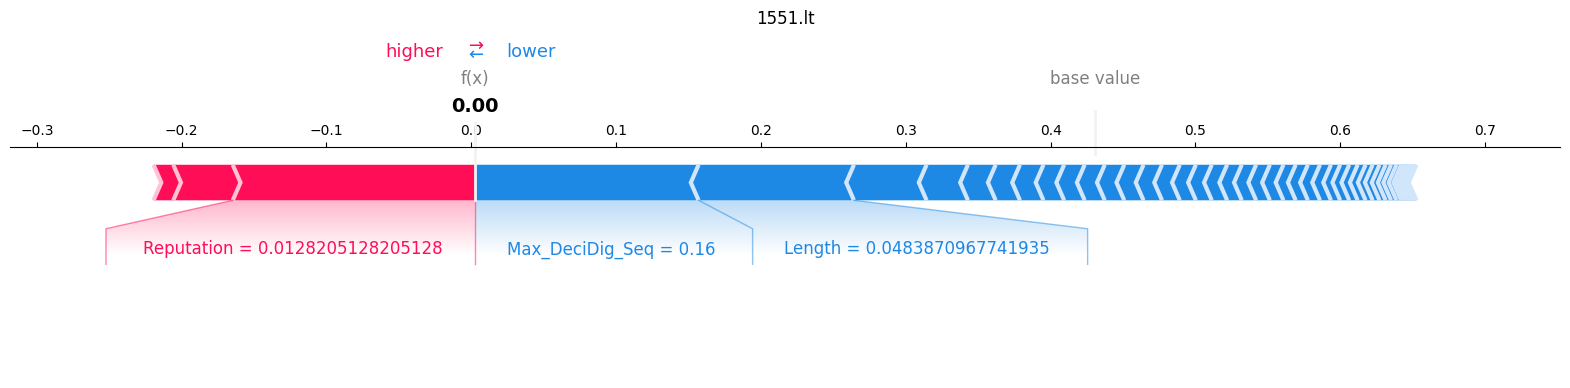 1551.lt
higher ⇄ lower
f(x) base value
0.00
−0.3 −0.2 −0.1 0.0 0.1 0.2 0.3 0.4 0.5 0.6 0.7
Reputation = 0.0128205128205128 Max_DeciDig_Seq = 0.16 Length = 0.0483870967741935